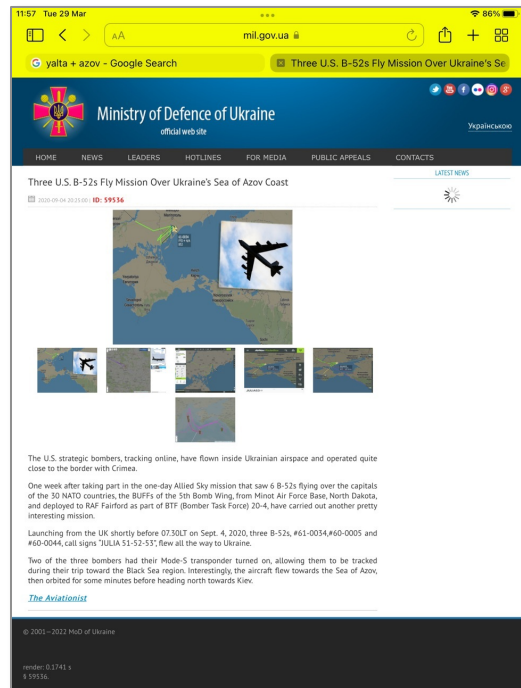 11:57 Tue 29 Mar
86%
AA
mil.gov.ua
yalta + azov - Google Search
Three U.S. B-52s Fly Mission Over Ukraine's Se
Ministry of Defence of Ukraine
official web site
Українською
HOME NEWS LEADERS HOTLINES FOR MEDIA PUBLIC APPEALS CONTACTS
LATEST NEWS
Three U.S. B-52s Fly Mission Over Ukraine's Sea of Azov Coast
2020-09-04 20:25:00 | ID: 59536
The U.S. strategic bombers, tracking online, have flown inside Ukrainian airspace and operated quite
close to the border with Crimea.
One week after taking part in the one-day Allied Sky mission that saw 6 B-52s flying over the capitals
of the 30 NATO countries, the BUFFs of the 5th Bomb Wing, from Minot Air Force Base, North Dakota,
and deployed to RAF Fairford as part of BTF (Bomber Task Force) 20-4, have carried out another pretty
interesting mission.
Launching from the UK shortly before 07.30LT on Sept. 4, 2020, three B-52s, #61-0034,#60-0005 and
#60-0044, call signs "JULIA 51-52-53", flew all the way to Ukraine.
Two of the three bombers had their Mode-S transponder turned on, allowing them to be tracked
during their trip toward the Black Sea region. Interestingly, the aircraft flew towards the Sea of Azov,
then orbited for some minutes before heading north towards Kiev.
The Aviationist
© 2001—2022 MoD of Ukraine
render: 0,1741 s
§ 59536.